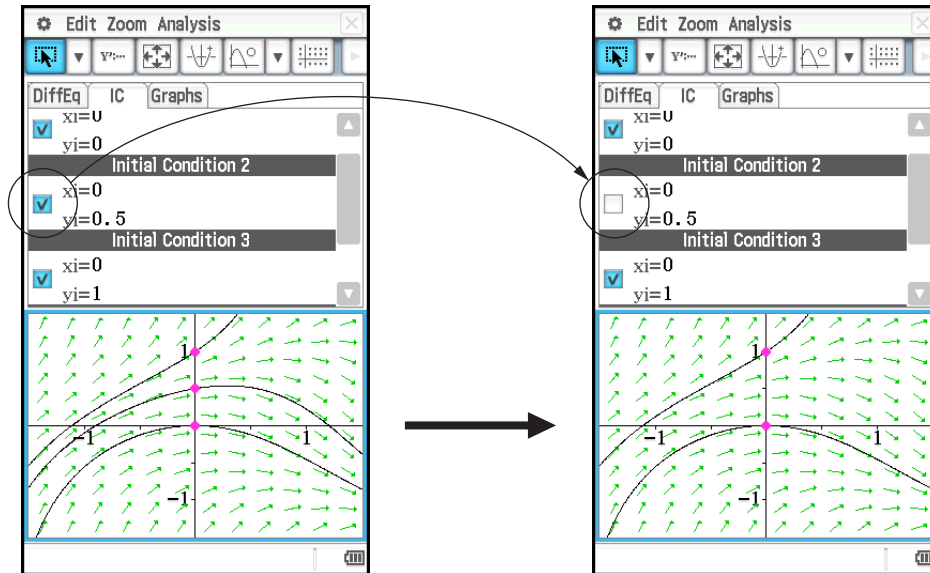 Edit Zoom Analysis
Y':...
DiffEq IC Graphs
xi=0
yi=0
Initial Condition 2
xi=0
yi=0.5
Initial Condition 3
xi=0
yi=1
1
-1
1
-1
Edit Zoom Analysis
Y':...
DiffEq IC Graphs
xi=0
yi=0
Initial Condition 2
xi=0
yi=0.5
Initial Condition 3
xi=0
yi=1
1
-1
1
-1